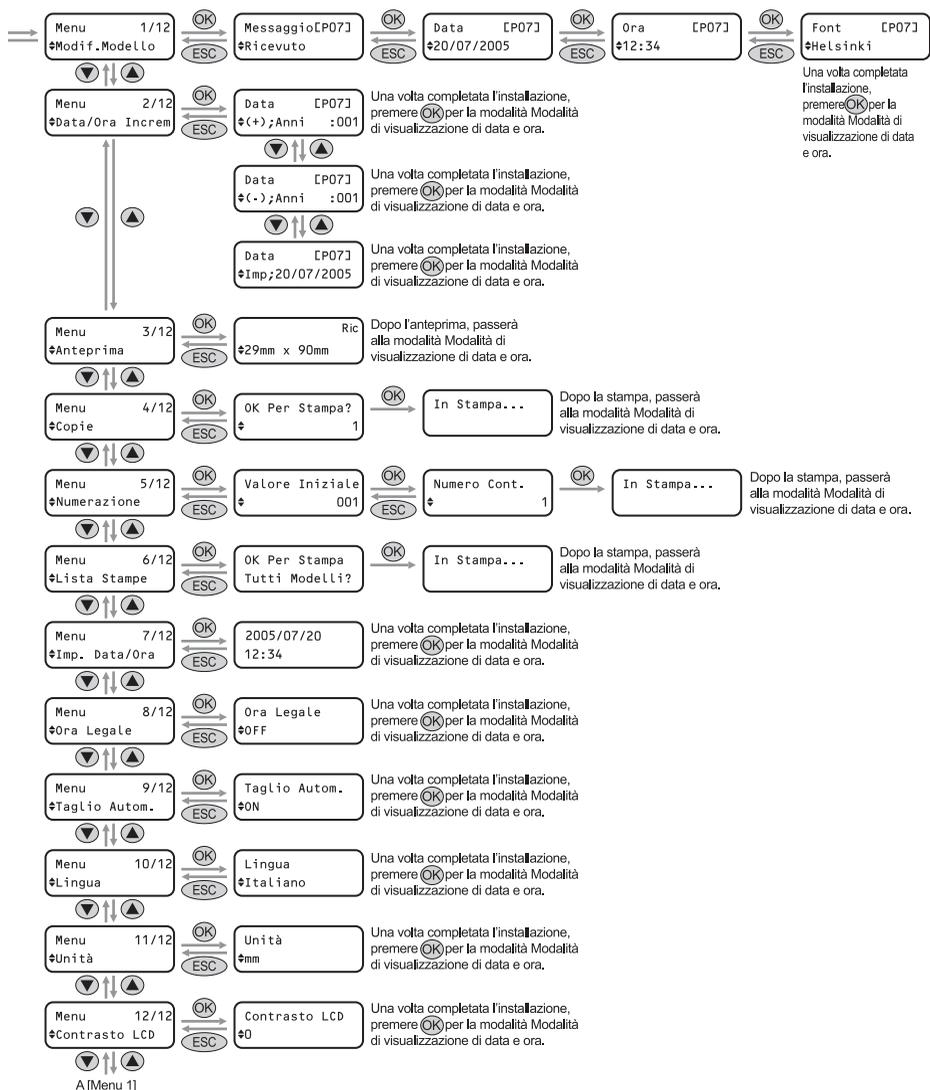 Menu 1/12
Modif.Modello
OK
ESC
Messaggio[P07]
Ricevuto
OK
ESC
Data [P07]
20/07/2005
OK
ESC
Ora [P07]
12:34
OK
ESC
Font [P07]
Helsinki
Una volta completata
l'installazione,
premere OK per la
modalità Modalità di
visualizzazione di data
e ora.
Menu 2/12
Data/Ora Increm
OK
ESC
Data [P07]
(+);Anni :001
Una volta completata l'installazione,
premere OK per la modalità Modalità
di visualizzazione di data e ora.
Data [P07]
(-);Anni :001
Una volta completata l'installazione,
premere OK per la modalità Modalità
di visualizzazione di data e ora.
Data [P07]
Imp;20/07/2005
Una volta completata l'installazione,
premere OK per la modalità Modalità
di visualizzazione di data e ora.
Menu 3/12
Anteprima
OK
ESC
Ric
29mm x 90mm
Dopo l'anteprima, passerà
alla modalità Modalità di
visualizzazione di data e ora.
Menu 4/12
Copie
OK
ESC
OK Per Stampa?
1
OK
In Stampa...
Dopo la stampa, passerà
alla modalità Modalità di
visualizzazione di data e ora.
Menu 5/12
Numerazione
OK
ESC
Valore Iniziale
001
OK
ESC
Numero Cont.
1
OK
In Stampa...
Dopo la stampa, passerà
alla modalità Modalità di
visualizzazione di data e ora.
Menu 6/12
Lista Stampe
OK
ESC
OK Per Stampa
Tutti Modelli?
OK
In Stampa...
Dopo la stampa, passerà
alla modalità Modalità di
visualizzazione di data e ora.
Menu 7/12
Imp. Data/Ora
OK
ESC
2005/07/20
12:34
Una volta completata l'installazione,
premere OK per la modalità Modalità
di visualizzazione di data e ora.
Menu 8/12
Ora Legale
OK
ESC
Ora Legale
OFF
Una volta completata l'installazione,
premere OK per la modalità Modalità
di visualizzazione di data e ora.
Menu 9/12
Taglio Autom.
OK
ESC
Taglio Autom.
ON
Una volta completata l'installazione,
premere OK per la modalità Modalità
di visualizzazione di data e ora.
Menu 10/12
Lingua
OK
ESC
Lingua
Italiano
Una volta completata l'installazione,
premere OK per la modalità Modalità
di visualizzazione di data e ora.
Menu 11/12
Unità
OK
ESC
Unità
mm
Una volta completata l'installazione,
premere OK per la modalità Modalità
di visualizzazione di data e ora.
Menu 12/12
Contrasto LCD
OK
ESC
Contrasto LCD
0
Una volta completata l'installazione,
premere OK per la modalità Modalità
di visualizzazione di data e ora.
A [Menu 1]